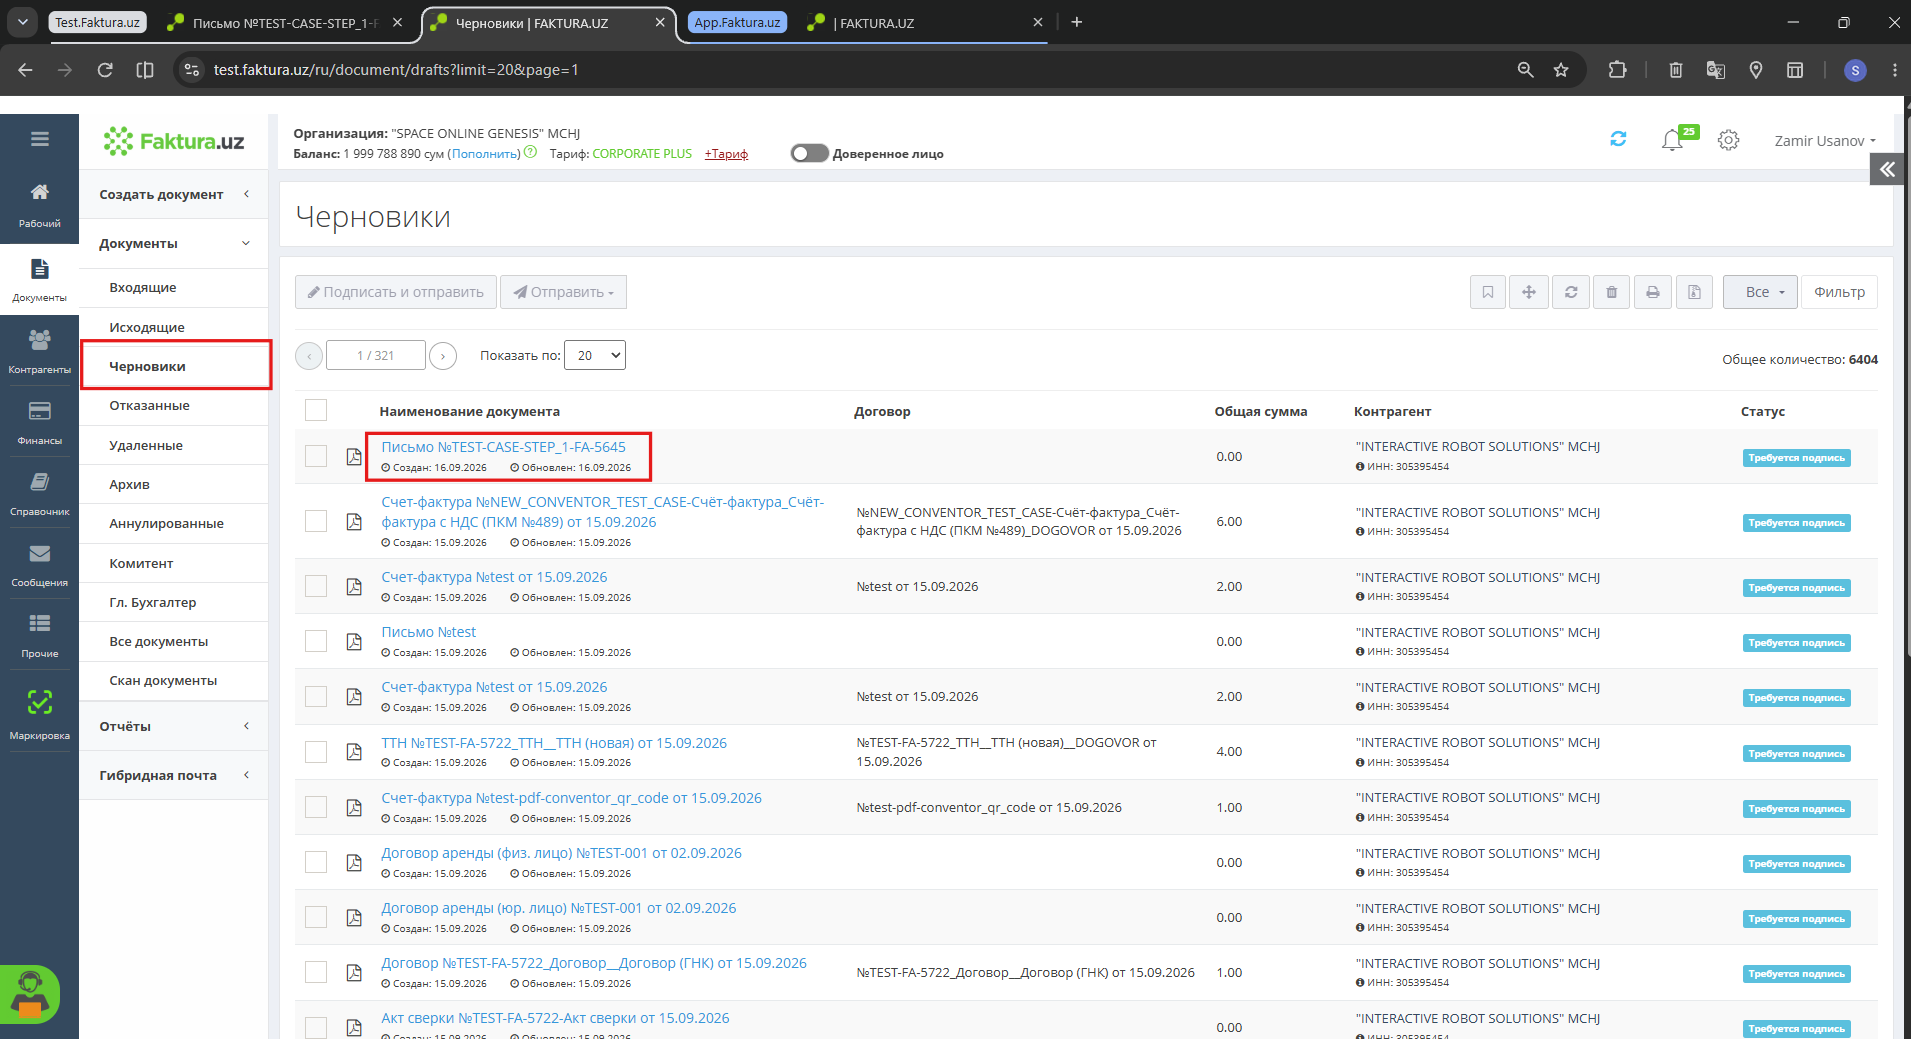 Test.Faktura.uz
Письмо №TEST-CASE-STEP_1-F
Черновики | FAKTURA.UZ
App.Faktura.uz
| FAKTURA.UZ
test.faktura.uz/ru/document/drafts?limit=20&page=1
S
Faktura.uz
Организация: "SPACE ONLINE GENESIS" MCHJ
Баланс: 1 999 788 890 сум (Пополнить) ? Тариф: CORPORATE PLUS +Тариф
Доверенное лицо
25
Zamir Usanov
Рабочий
Документы
Контрагенты
Финансы
Справочник
Сообщения
Прочие
Маркировка
Создать документ
Документы
Входящие
Исходящие
Черновики
Отказанные
Удаленные
Архив
Аннулированные
Комитент
Гл. Бухгалтер
Все документы
Скан документы
Отчёты
Гибридная почта
Черновики
Подписать и отправить
Отправить
Все
Фильтр
1 / 321
Показать по: 20
Общее количество: 6404
Наименование документа Договор Общая сумма Контрагент Статус
Письмо №TEST-CASE-STEP_1-FA-5645
Создан: 16.09.2026 Обновлен: 16.09.2026
0.00
"INTERACTIVE ROBOT SOLUTIONS" MCHJ
ИНН: 305395454
Требуется подпись
Счет-фактура №NEW_CONVENTOR_TEST_CASE-Счёт-фактура_Счёт-
фактура с НДС (ПКМ №489) от 15.09.2026
Создан: 15.09.2026 Обновлен: 15.09.2026
№NEW_CONVENTOR_TEST_CASE-Счёт-фактура_Счёт-
фактура с НДС (ПКМ №489)_DOGOVOR от 15.09.2026
6.00
"INTERACTIVE ROBOT SOLUTIONS" MCHJ
ИНН: 305395454
Требуется подпись
Счет-фактура №test от 15.09.2026
Создан: 15.09.2026 Обновлен: 15.09.2026
№test от 15.09.2026
2.00
"INTERACTIVE ROBOT SOLUTIONS" MCHJ
ИНН: 305395454
Требуется подпись
Письмо №test
Создан: 15.09.2026 Обновлен: 15.09.2026
0.00
"INTERACTIVE ROBOT SOLUTIONS" MCHJ
ИНН: 305395454
Требуется подпись
Счет-фактура №test от 15.09.2026
Создан: 15.09.2026 Обновлен: 15.09.2026
№test от 15.09.2026
2.00
"INTERACTIVE ROBOT SOLUTIONS" MCHJ
ИНН: 305395454
Требуется подпись
ТТН №TEST-FA-5722_ТТН__ТТН (новая) от 15.09.2026
Создан: 15.09.2026 Обновлен: 15.09.2026
№TEST-FA-5722_ТТН__ТТН (новая)__DOGOVOR от
15.09.2026
4.00
"INTERACTIVE ROBOT SOLUTIONS" MCHJ
ИНН: 305395454
Требуется подпись
Счет-фактура №test-pdf-conventor_qr_code от 15.09.2026
Создан: 15.09.2026 Обновлен: 15.09.2026
№test-pdf-conventor_qr_code от 15.09.2026
1.00
"INTERACTIVE ROBOT SOLUTIONS" MCHJ
ИНН: 305395454
Требуется подпись
Договор аренды (физ. лицо) №TEST-001 от 02.09.2026
Создан: 15.09.2026 Обновлен: 15.09.2026
0.00
"INTERACTIVE ROBOT SOLUTIONS" MCHJ
ИНН: 305395454
Требуется подпись
Договор аренды (юр. лицо) №TEST-001 от 02.09.2026
Создан: 15.09.2026 Обновлен: 15.09.2026
0.00
"INTERACTIVE ROBOT SOLUTIONS" MCHJ
ИНН: 305395454
Требуется подпись
Договор №TEST-FA-5722_Договор__Договор (ГНК) от 15.09.2026
Создан: 15.09.2026 Обновлен: 15.09.2026
№TEST-FA-5722_Договор__Договор (ГНК) от 15.09.2026
1.00
"INTERACTIVE ROBOT SOLUTIONS" MCHJ
ИНН: 305395454
Требуется подпись
Акт сверки №TEST-FA-5722-Акт сверки от 15.09.2026
Создан: 15.09.2026 Обновлен: 15.09.2026
0.00
"INTERACTIVE ROBOT SOLUTIONS" MCHJ
ИНН: 305395454
Требуется подпись